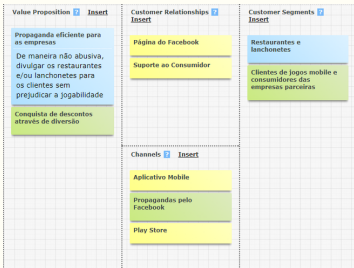 Value Proposition ? Insert
Propaganda eficiente para
as empresas
De maneira não abusiva,
divulgar os restaurantes
e/ou lanchonetes para
os clientes sem
prejudicar a jogabilidade
Conquista de descontos
através de diversão
Customer Relationships ?
Insert
Página do Facebook
Suporte ao Consumidor
Channels ? Insert
Aplicativo Mobile
Propagandas pelo
Facebook
Play Store
Customer Segments ?
Insert
Restaurantes e
lanchonetes
Clientes de jogos mobile e
consumidores das
empresas parceiras